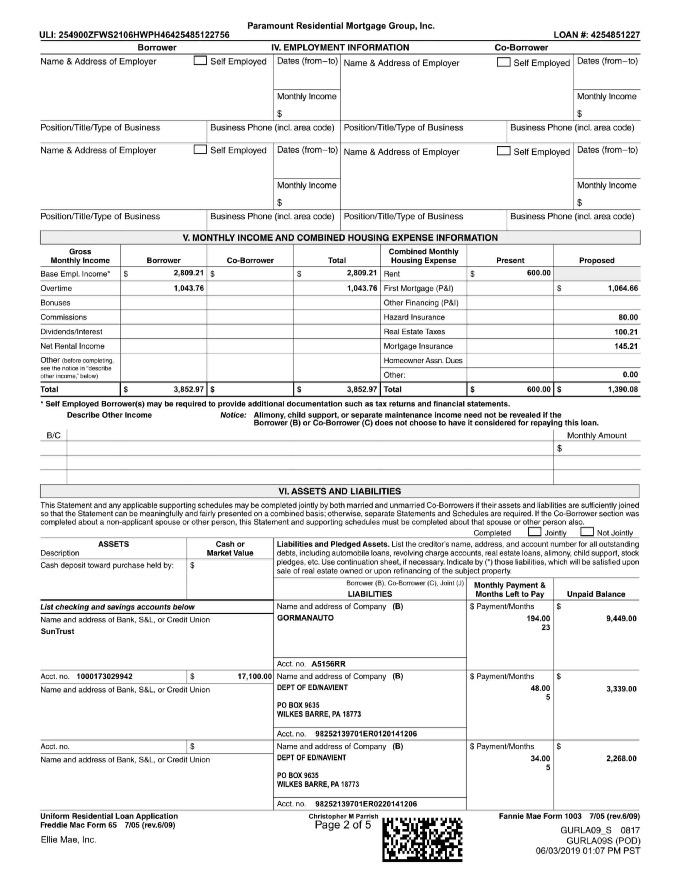 Paramount Residential Mortgage Group, Inc.
ULI: 254900ZFWS2106HWPH46425485122756 LOAN #: 4254851227
Borrower IV. EMPLOYMENT INFORMATION Co-Borrower
Name & Address of Employer Self Employed Dates (from–to) Name & Address of Employer Self Employed Dates (from–to)
Monthly Income Monthly Income
$ $
Position/Title/Type of Business Business Phone (incl. area code) Position/Title/Type of Business Business Phone (incl. area code)
Name & Address of Employer Self Employed Dates (from–to) Name & Address of Employer Self Employed Dates (from–to)
Monthly Income Monthly Income
$ $
Position/Title/Type of Business Business Phone (incl. area code) Position/Title/Type of Business Business Phone (incl. area code)
V. MONTHLY INCOME AND COMBINED HOUSING EXPENSE INFORMATION
Gross Combined Monthly
Monthly Income Borrower Co-Borrower Total Housing Expense Present Proposed
Base Empl. Income* $ 2,809.21 $ $ 2,809.21 Rent $ 600.00
Overtime 1,043.76 1,043.76 First Mortgage (P&I) $ 1,064.66
Bonuses Other Financing (P&I)
Commissions Hazard Insurance 80.00
Dividends/Interest Real Estate Taxes 100.21
Net Rental Income Mortgage Insurance 145.21
Other (before completing, Homeowner Assn. Dues
see the notice in "describe
other income," below) Other: 0.00
Total $ 3,852.97 $ $ 3,852.97 Total $ 600.00 $ 1,390.08
* Self Employed Borrower(s) may be required to provide additional documentation such as tax returns and financial statements.
Describe Other Income Notice: Alimony, child support, or separate maintenance income need not be revealed if the
Borrower (B) or Co-Borrower (C) does not choose to have it considered for repaying this loan.
B/C Monthly Amount
$
VI. ASSETS AND LIABILITIES
This Statement and any applicable supporting schedules may be completed jointly by both married and unmarried Co-Borrowers if their assets and liabilities are sufficiently joined
so that the Statement can be meaningfully and fairly presented on a combined basis; otherwise, separate Statements and Schedules are required. If the Co-Borrower section was
completed about a non-applicant spouse or other person, this Statement and supporting schedules must be completed about that spouse or other person also.
Completed Jointly Not Jointly
ASSETS Cash or Liabilities and Pledged Assets. List the creditor's name, address, and account number for all outstanding
Description Market Value debts, including automobile loans, revolving charge accounts, real estate loans, alimony, child support, stock
Cash deposit toward purchase held by: $ pledges, etc. Use continuation sheet, if necessary. Indicate by (*) those liabilities, which will be satisfied upon
sale of real estate owned or upon refinancing of the subject property.
Borrower (B), Co-Borrower (C), Joint (J) Monthly Payment &
LIABILITIES Months Left to Pay Unpaid Balance
List checking and savings accounts below Name and address of Company (B) $ Payment/Months $
Name and address of Bank, S&L, or Credit Union GORMANAUTO 194.00 9,449.00
SunTrust 23
Acct. no. A5156RR
Acct. no. 1000173029942 $ 17,100.00 Name and address of Company (B) $ Payment/Months $
Name and address of Bank, S&L, or Credit Union DEPT OF ED/NAVIENT 48.00 3,339.00
5
PO BOX 9635
WILKES BARRE, PA 18773
Acct. no. 98252139701ER0120141206
Acct. no. $ Name and address of Company (B) $ Payment/Months $
Name and address of Bank, S&L, or Credit Union DEPT OF ED/NAVIENT 34.00 2,268.00
5
PO BOX 9635
WILKES BARRE, PA 18773
Acct. no. 98252139701ER0220141206
Uniform Residential Loan Application Christopher M Parrish Fannie Mae Form 1003 7/05 (rev.6/09)
Freddie Mac Form 65 7/05 (rev.6/09) Page 2 of 5
GURLA09_S 0817
Ellie Mae, Inc. GURLA09S (POD)
06/03/2019 01:07 PM PST